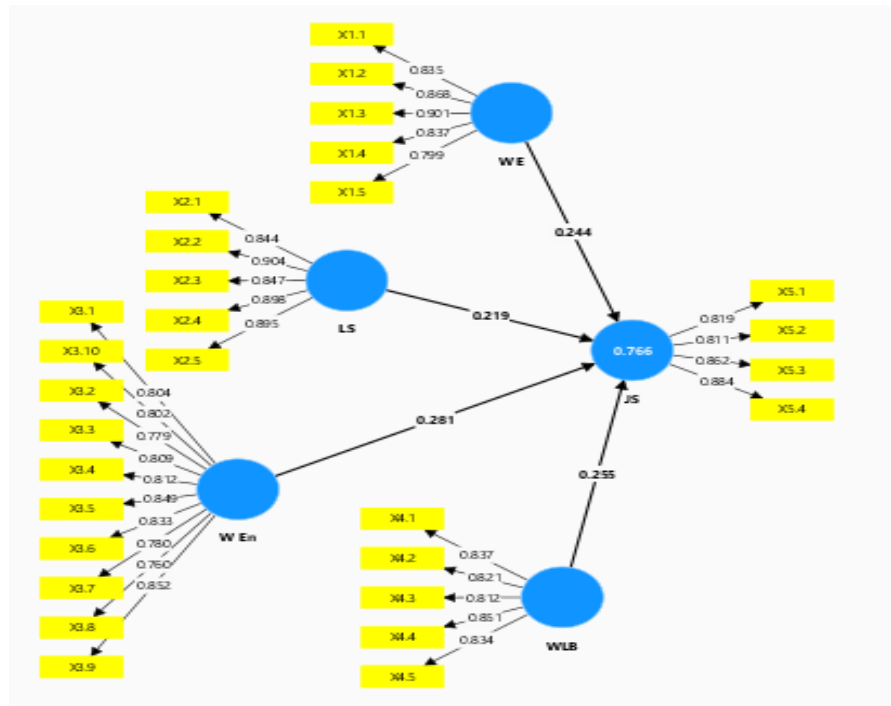 X1.1
X1.2
X1.3
X1.4
X1.5
0.835
0.868
0.901
0.837
0.799
WE
0.244
X2.1
X2.2
X2.3
X2.4
X2.5
0.844
0.904
0.847
0.898
0.895
LS
0.219
X3.1
X3.10
X3.2
X3.3
X3.4
X3.5
X3.6
X3.7
X3.8
X3.9
0.804
0.802
0.779
0.809
0.812
0.849
0.833
0.780
0.760
0.852
W En
0.281
0.766
JS
0.819
0.811
0.862
0.884
X5.1
X5.2
X5.3
X5.4
0.255
X4.1
X4.2
X4.3
X4.4
X4.5
0.837
0.821
0.812
0.851
0.834
WLB